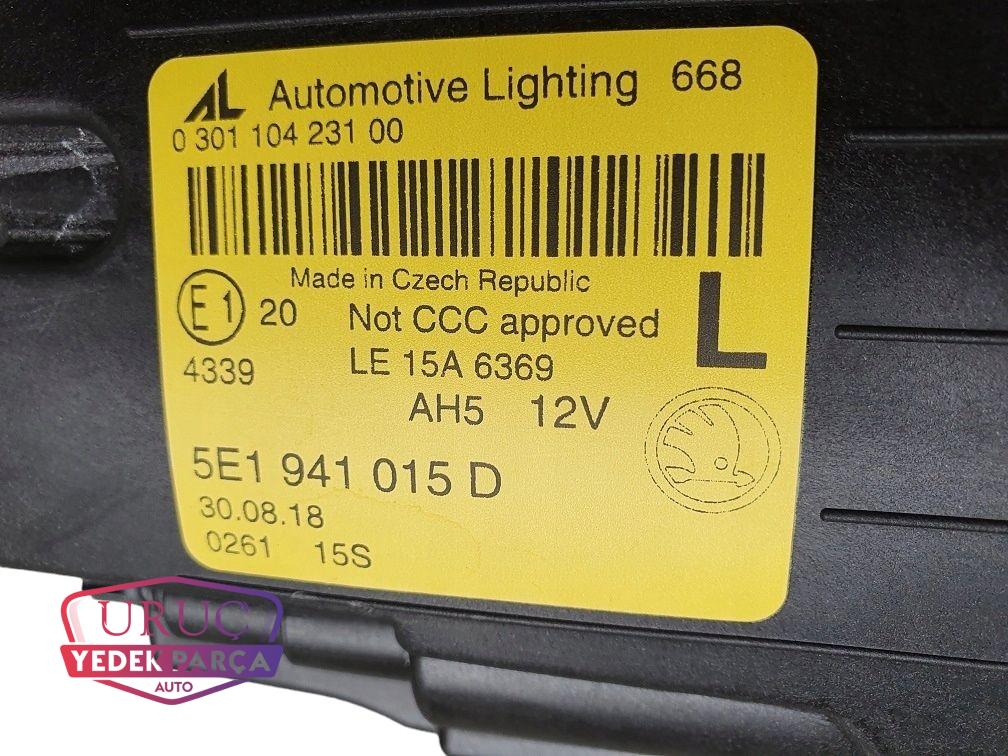 AL Automotive Lighting 668
0 301 104 231 00
Made in Czech Republic
E1 20 Not CCC approved L
4339 LE 15A 6369
AH5 12V
5E1 941 015 D
30.08.18
0261 15S
URUÇ
YEDEK PARÇA
AUTO